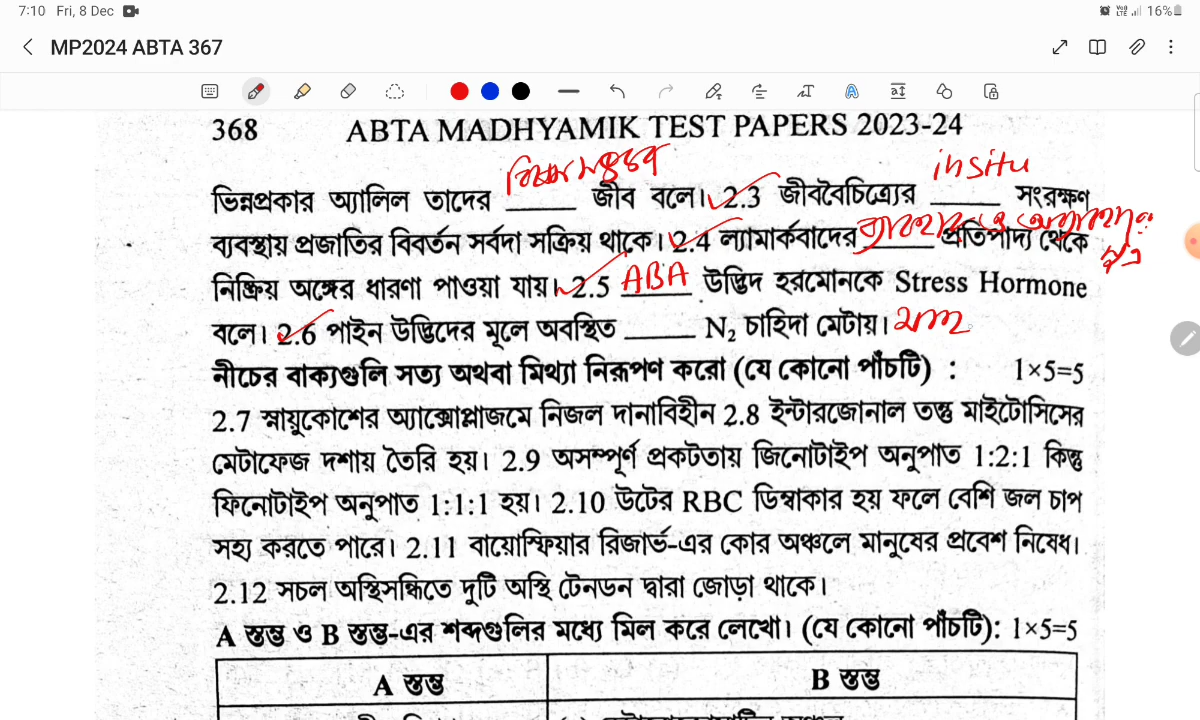 7:10 Fri, 8 Dec 16%
MP2024 ABTA 367
368 ABTA MADHYAMIK TEST PAPERS 2023-24
in situ
ভিন্নপ্রকার অ্যালিল তাদের _____ জীব বলে। 2.3 জীববৈচিত্র্যের _____ সংরক্ষণ
ব্যবস্থায় প্রজাতির বিবর্তন সর্বদা সক্রিয় থাকে। 2.4 ল্যামার্কবাদের _____ প্রতিপাদ্য থেকে
নিষ্ক্রিয় অঙ্গের ধারণা পাওয়া যায়। 2.5 ABA উদ্ভিদ হরমোনকে Stress Hormone
বলে। 2.6 পাইন উদ্ভিদের মূলে অবস্থিত _____ N₂ চাহিদা মেটায়।
নীচের বাক্যগুলি সত্য অথবা মিথ্যা নিরূপণ করো (যে কোনো পাঁচটি) : 1×5=5
2.7 স্নায়ুকোশের অ্যাক্সোপ্লাজমে নিজল দানাবিহীন 2.8 ইন্টারজোনাল তন্তু মাইটোসিসের
মেটাফেজ দশায় তৈরি হয়। 2.9 অসম্পূর্ণ প্রকটতায় জিনোটাইপ অনুপাত 1:2:1 কিন্তু
ফিনোটাইপ অনুপাত 1:1:1 হয়। 2.10 উটের RBC ডিম্বাকার হয় ফলে বেশি জল চাপ
সহ্য করতে পারে। 2.11 বায়োস্ফিয়ার রিজার্ভ-এর কোর অঞ্চলে মানুষের প্রবেশ নিষেধ।
2.12 সচল অস্থিসন্ধিতে দুটি অস্থি টেনডন দ্বারা জোড়া থাকে।
A স্তম্ভ ও B স্তম্ভ-এর শব্দগুলির মধ্যে মিল করে লেখো। (যে কোনো পাঁচটি): 1×5=5
A স্তম্ভ B স্তম্ভ